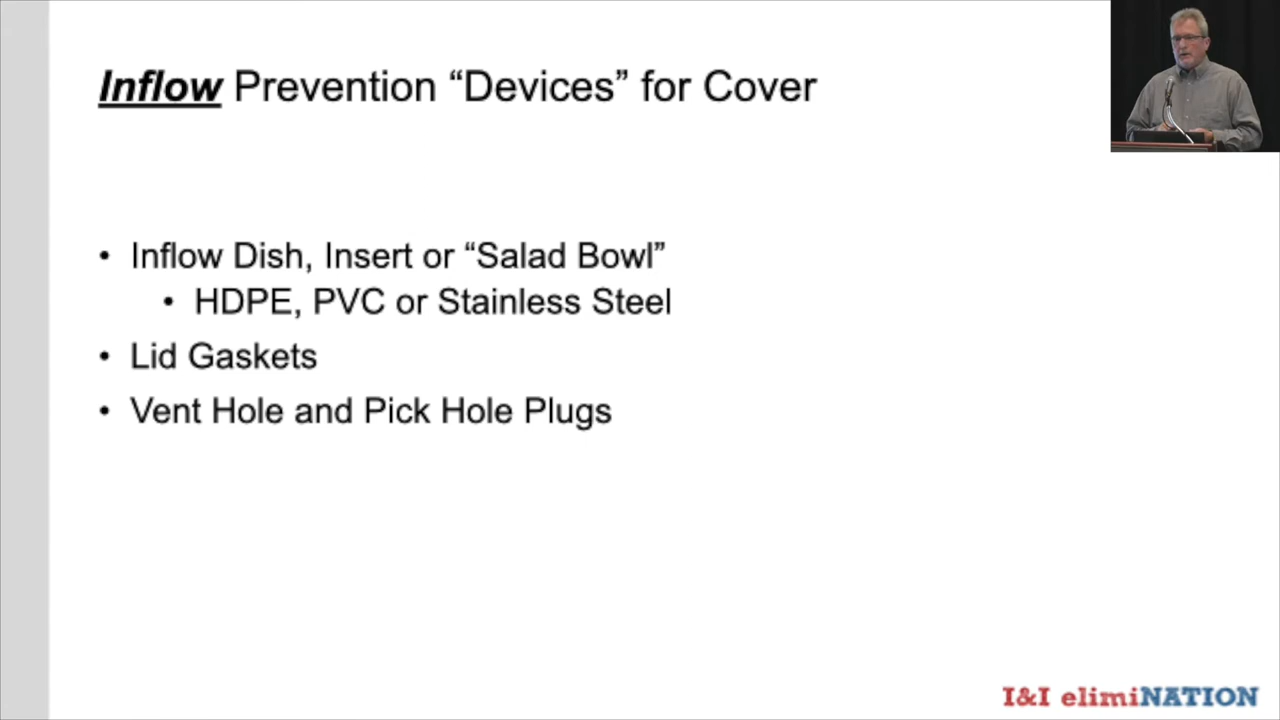 Inflow Prevention “Devices” for Cover
• Inflow Dish, Insert or “Salad Bowl”
• HDPE, PVC or Stainless Steel
• Lid Gaskets
• Vent Hole and Pick Hole Plugs
I&I elimiNATION